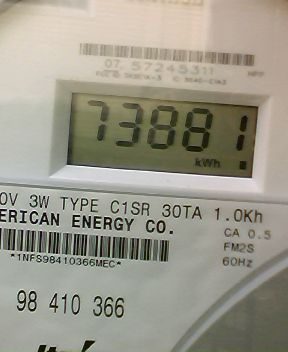 07 57245311
73881
kWh
0V 3W TYPE C1SR 30TA 1.0Kh
ERICAN ENERGY CO.
CA 0.5
FM2S
*1NFS98410366MEC*
60Hz
98 410 366